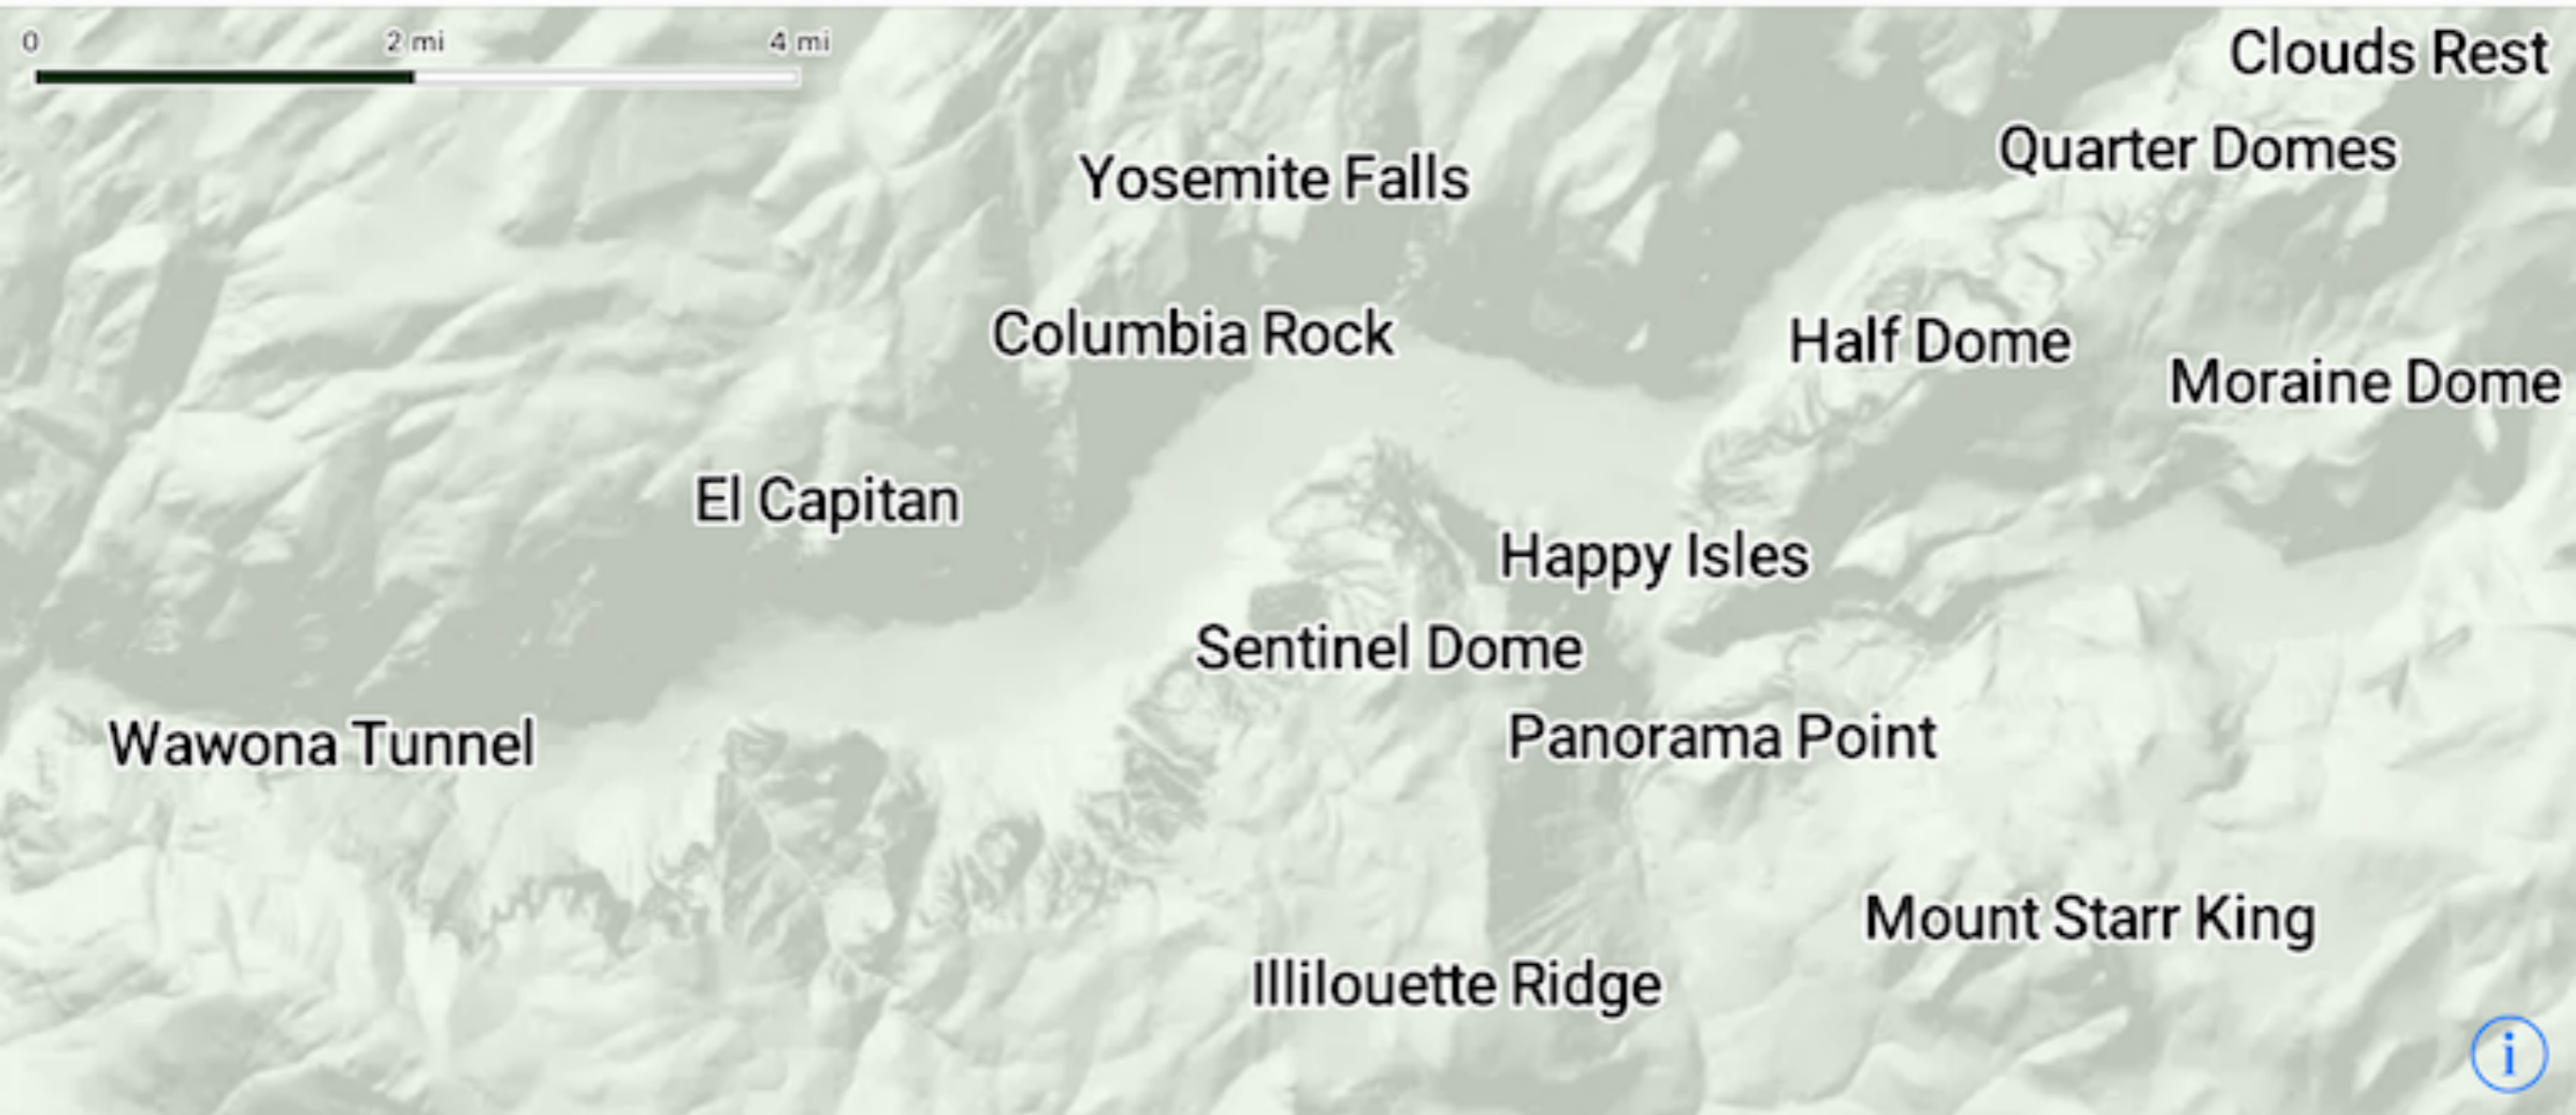 0 2 mi 4 mi
Clouds Rest
Quarter Domes
Yosemite Falls
Columbia Rock
Half Dome
Moraine Dome
El Capitan
Happy Isles
Sentinel Dome
Wawona Tunnel
Panorama Point
Mount Starr King
Illilouette Ridge
i